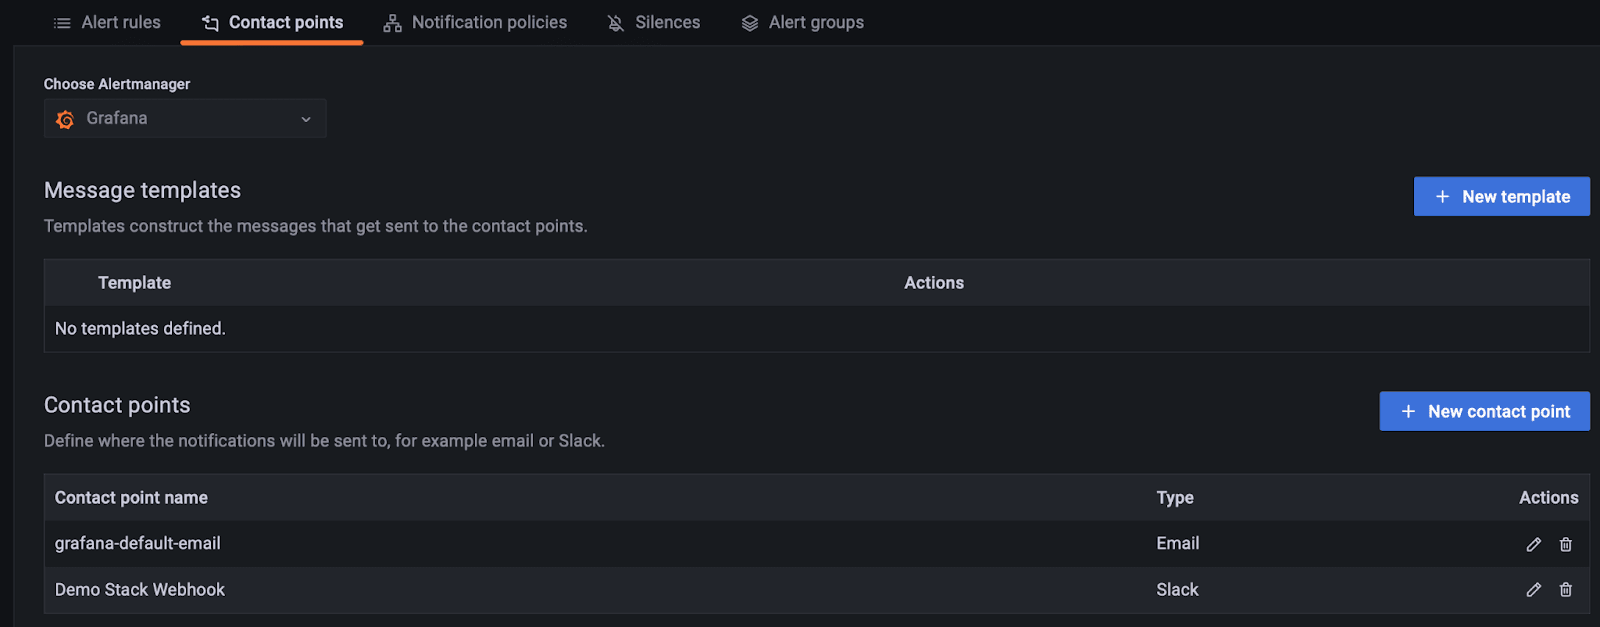 Alert rules Contact points Notification policies Silences Alert groups
Choose Alertmanager
Grafana
Message templates
+ New template
Templates construct the messages that get sent to the contact points.
Template Actions
No templates defined.
Contact points
+ New contact point
Define where the notifications will be sent to, for example email or Slack.
Contact point name Type Actions
grafana-default-email Email
Demo Stack Webhook Slack